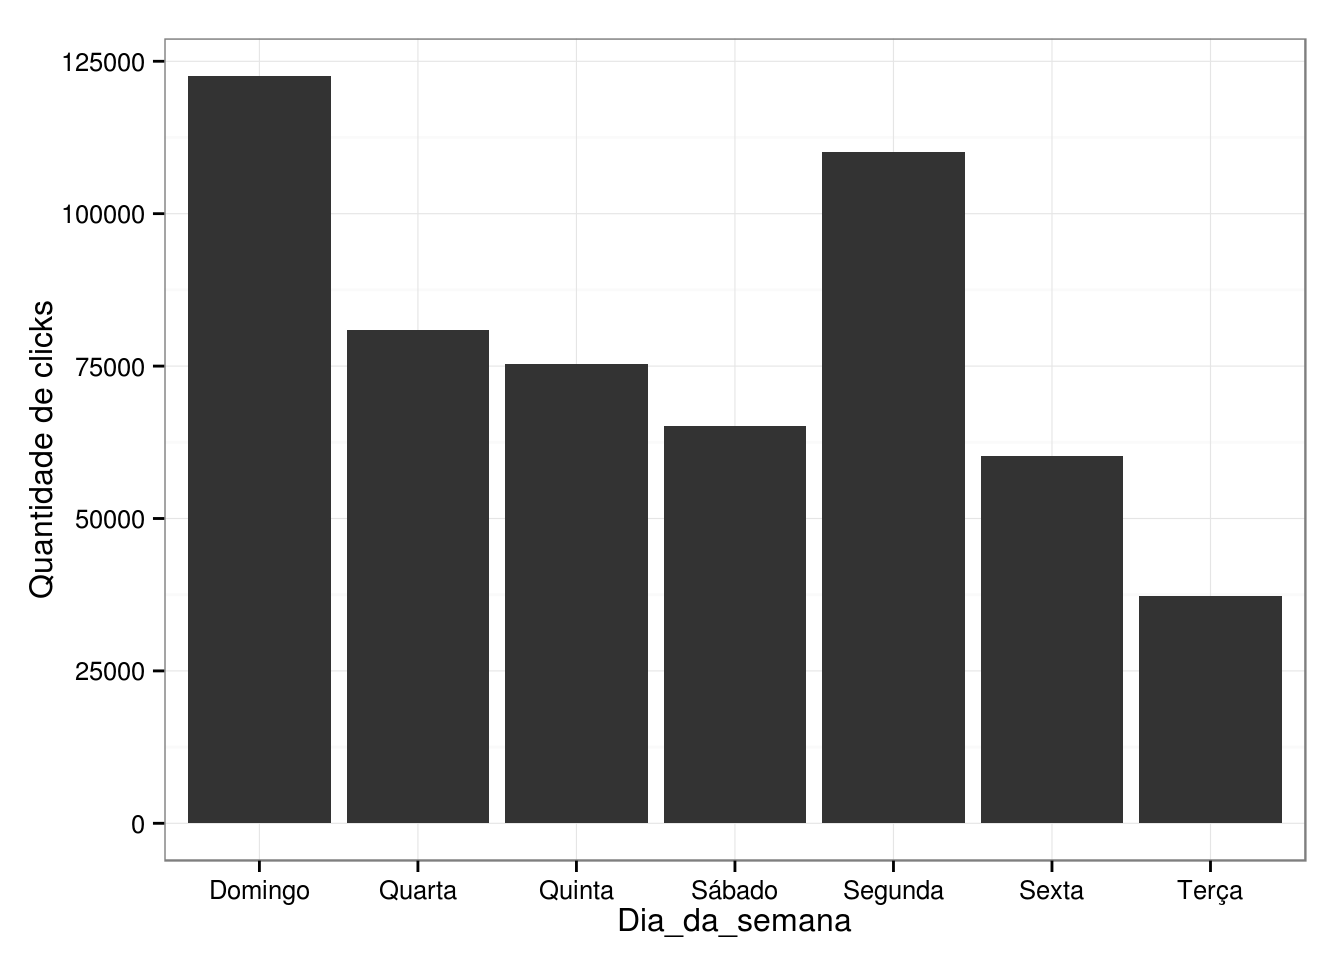 125000
100000
75000
50000
25000
0
Quantidade de clicks
Domingo Quarta Quinta Sábado Segunda Sexta Terça
Dia_da_semana